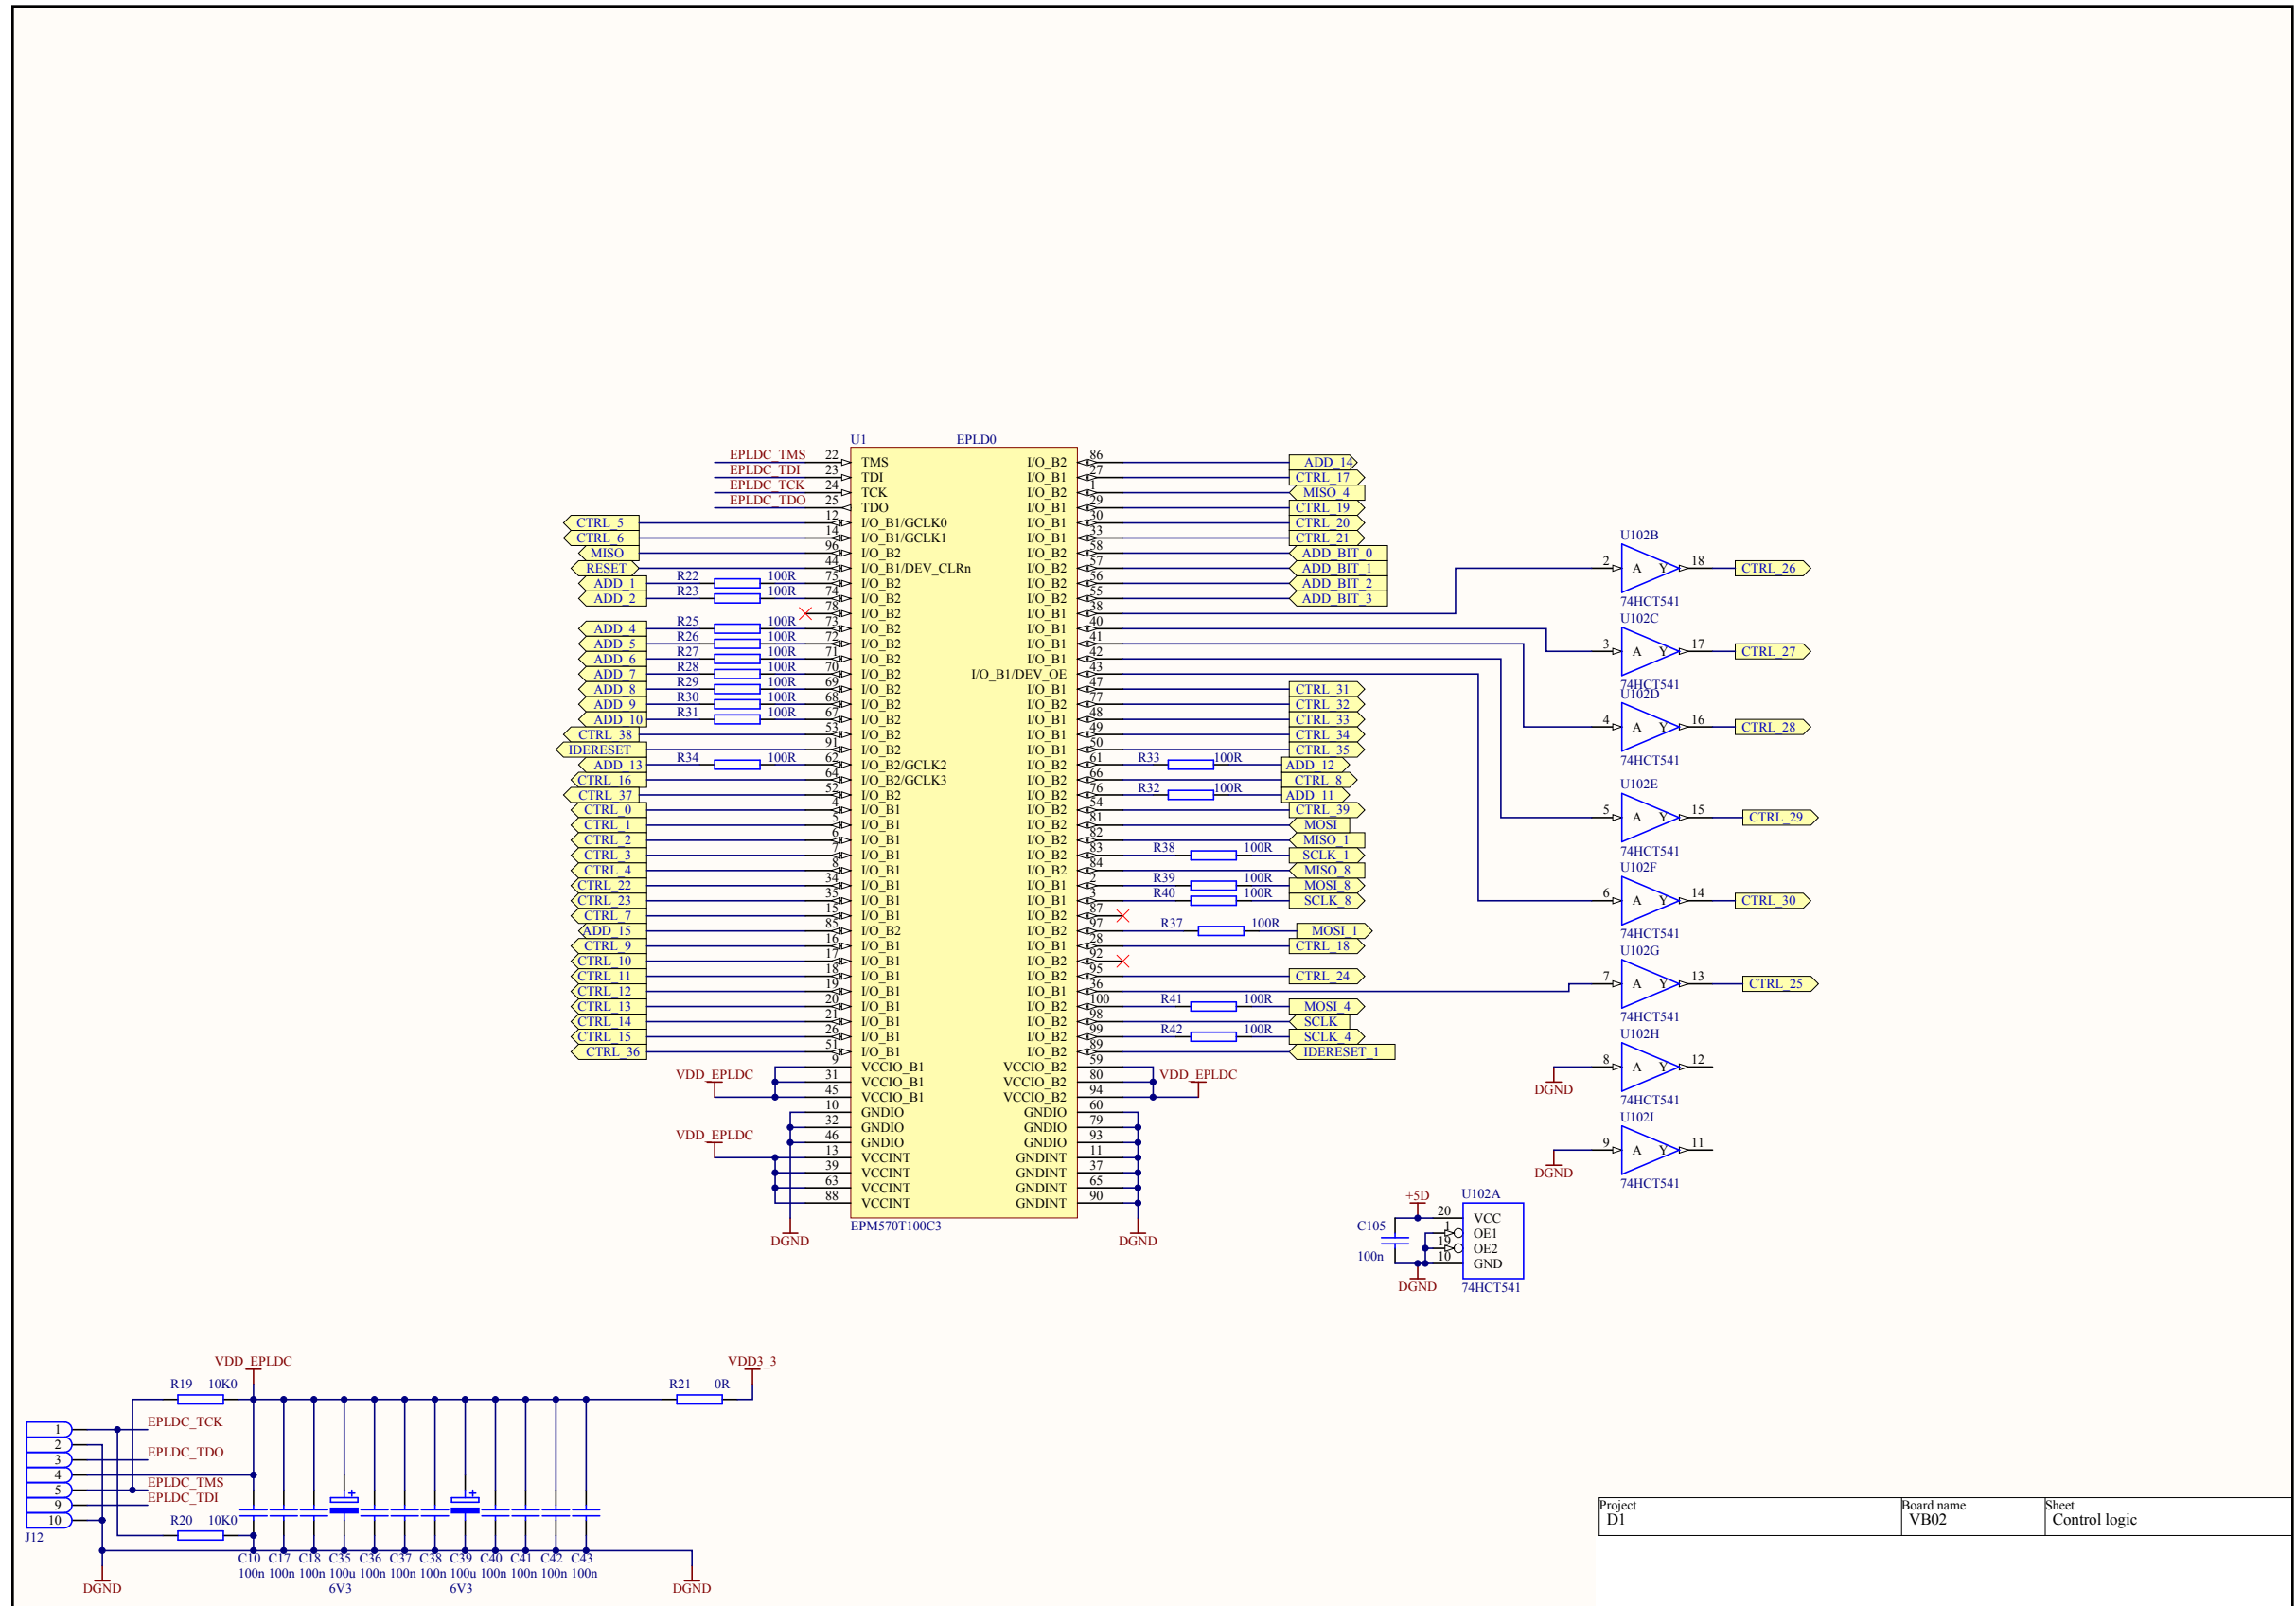 U1 EPLD0
EPLDC_TMS 22 TMS I/O_B2 86 ADD_14
EPLDC_TDI 23 TDI I/O_B1 27 CTRL_17
EPLDC_TCK 24 TCK I/O_B2 1 MISO_4
EPLDC_TDO 25 TDO I/O_B1 29 CTRL_19
CTRL_5 12 I/O_B1/GCLK0 I/O_B1 30 CTRL_20
CTRL_6 14 I/O_B1/GCLK1 I/O_B1 33 CTRL_21
MISO 96 I/O_B2 I/O_B2 58 ADD_BIT_0
RESET 44 I/O_B1/DEV_CLRn I/O_B2 57 ADD_BIT_1
ADD_1 R22 100R 75 I/O_B2 I/O_B2 56 ADD_BIT_2
ADD_2 R23 100R 74 I/O_B2 I/O_B2 55 ADD_BIT_3
78 I/O_B2 I/O_B1 38
ADD_4 R25 100R 73 I/O_B2 I/O_B1 40
ADD_5 R26 100R 72 I/O_B2 I/O_B1 41
ADD_6 R27 100R 71 I/O_B2 I/O_B1 42
ADD_7 R28 100R 70 I/O_B2 I/O_B1/DEV_OE 43
ADD_8 R29 100R 69 I/O_B2 I/O_B1 47 CTRL_31
ADD_9 R30 100R 68 I/O_B2 I/O_B2 77 CTRL_32
ADD_10 R31 100R 67 I/O_B2 I/O_B1 48 CTRL_33
CTRL_38 53 I/O_B2 I/O_B1 49 CTRL_34
IDERESET 91 I/O_B2 I/O_B1 50 CTRL_35
ADD_13 R34 100R 62 I/O_B2/GCLK2 I/O_B2 61 R33 100R ADD_12
CTRL_16 64 I/O_B2/GCLK3 I/O_B2 66 CTRL_8
CTRL_37 52 I/O_B2 I/O_B2 76 R32 100R ADD_11
CTRL_0 4 I/O_B1 I/O_B2 54 CTRL_39
CTRL_1 5 I/O_B1 I/O_B2 81 MOSI
CTRL_2 6 I/O_B1 I/O_B2 82 MISO_1
CTRL_3 7 I/O_B1 I/O_B2 83 R38 100R SCLK_1
CTRL_4 8 I/O_B1 I/O_B2 84 MISO_8
CTRL_22 34 I/O_B1 I/O_B1 2 R39 100R MOSI_8
CTRL_23 35 I/O_B1 I/O_B1 3 R40 100R SCLK_8
CTRL_7 15 I/O_B1 I/O_B2 87
ADD_15 85 I/O_B2 I/O_B2 97 R37 100R MOSI_1
CTRL_9 16 I/O_B1 I/O_B1 28 CTRL_18
CTRL_10 17 I/O_B1 I/O_B2 92
CTRL_11 18 I/O_B1 I/O_B2 95 CTRL_24
CTRL_12 19 I/O_B1 I/O_B1 36
CTRL_13 20 I/O_B1 I/O_B2 100 R41 100R MOSI_4
CTRL_14 21 I/O_B1 I/O_B2 98 SCLK
CTRL_15 26 I/O_B1 I/O_B2 99 R42 100R SCLK_4
CTRL_36 51 I/O_B1 I/O_B2 89 IDERESET_1
9 VCCIO_B1 VCCIO_B2 59
VDD_EPLDC 31 VCCIO_B1 VCCIO_B2 80 VDD_EPLDC
45 VCCIO_B1 VCCIO_B2 94
10 GNDIO GNDIO 60
32 GNDIO GNDIO 79
VDD_EPLDC 46 GNDIO GNDIO 93
13 VCCINT GNDINT 11
39 VCCINT GNDINT 37
63 VCCINT GNDINT 65
88 VCCINT GNDINT 90
EPM570T100C3
DGND DGND
U102B
2 A Y 18 CTRL_26
74HCT541
U102C
3 A Y 17 CTRL_27
74HCT541
U102D
4 A Y 16 CTRL_28
74HCT541
U102E
5 A Y 15 CTRL_29
74HCT541
U102F
6 A Y 14 CTRL_30
74HCT541
U102G
7 A Y 13 CTRL_25
74HCT541
U102H
8 A Y 12
DGND
74HCT541
U102I
9 A Y 11
DGND
74HCT541
+5D U102A
20 VCC
C105 1 OE1
19 OE2
100n 10 GND
DGND 74HCT541
VDD_EPLDC VDD3_3
R19 10K0 R21 0R
1 EPLDC_TCK
2
3 EPLDC_TDO
4
5 EPLDC_TMS
9 EPLDC_TDI
10 R20 10K0
J12
+ +
C10 C17 C18 C35 C36 C37 C38 C39 C40 C41 C42 C43
100n 100n 100n 100u 100n 100n 100n 100u 100n 100n 100n 100n
DGND 6V3 6V3 DGND
Project Board name Sheet
D1 VB02 Control logic